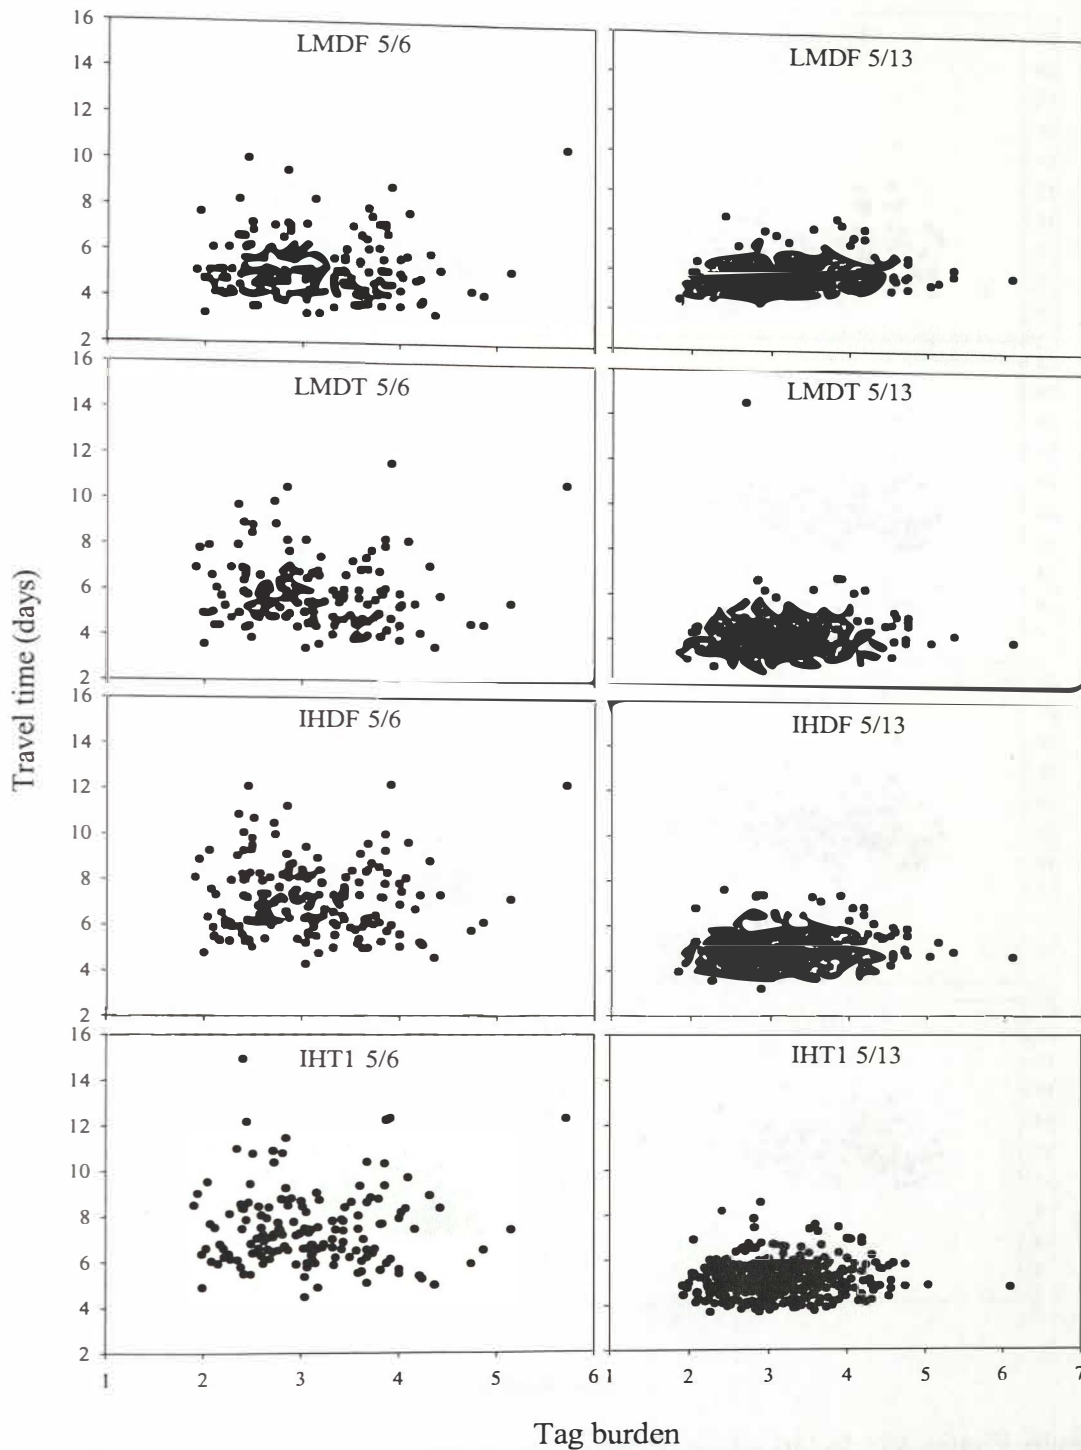 16
14
12
10
8
6
4
2
LMDF 5/6
LMDF 5/13
16
14
12
10
8
6
4
2
LMDT 5/6
LMDT 5/13
Travel time (days)
16
14
12
10
8
6
4
2
IHDF 5/6
IHDF 5/13
16
14
12
10
8
6
4
2
IHT1 5/6
IHT1 5/13
1 2 3 4 5 6 1 2 3 4 5 6 7
Tag burden